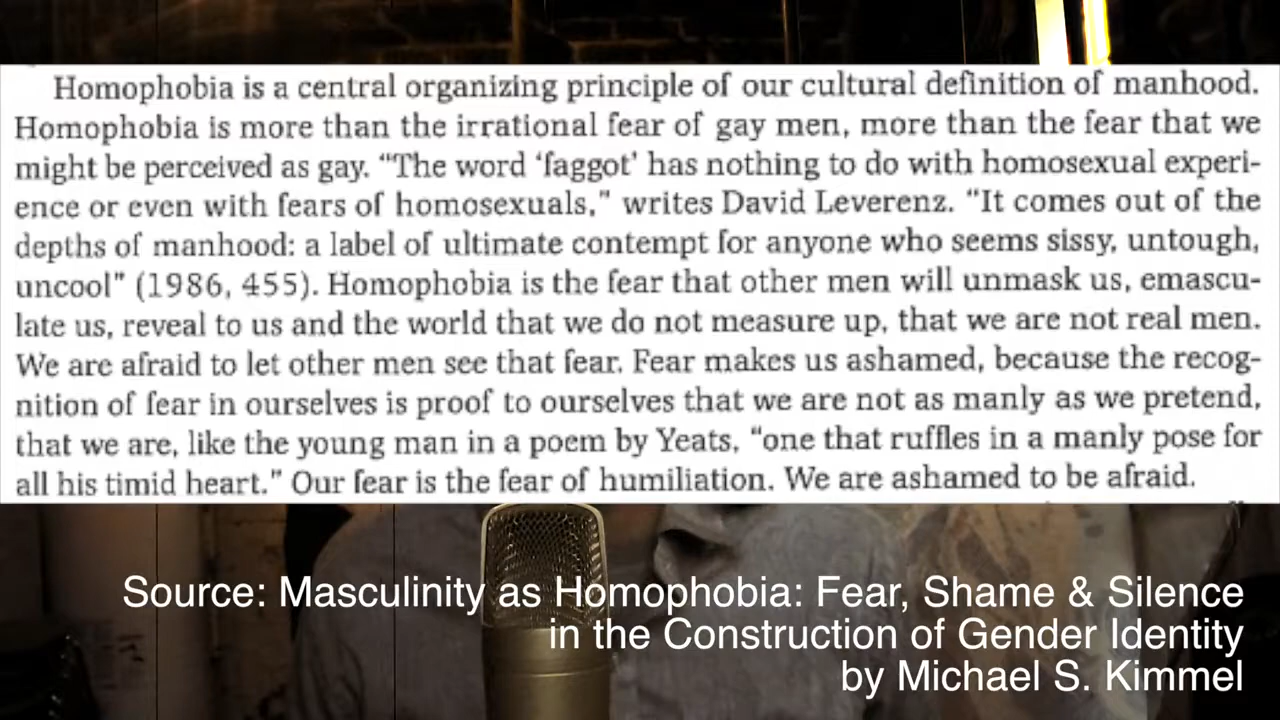 Homophobia is a central organizing principle of our cultural definition of manhood.
Homophobia is more than the irrational fear of gay men, more than the fear that we
might be perceived as gay. “The word ‘faggot’ has nothing to do with homosexual experi-
ence or even with fears of homosexuals,” writes David Leverenz. “It comes out of the
depths of manhood: a label of ultimate contempt for anyone who seems sissy, untough,
uncool” (1986, 455). Homophobia is the fear that other men will unmask us, emascu-
late us, reveal to us and the world that we do not measure up, that we are not real men.
We are afraid to let other men see that fear. Fear makes us ashamed, because the recog-
nition of fear in ourselves is proof to ourselves that we are not as manly as we pretend,
that we are, like the young man in a poem by Yeats, “one that ruffles in a manly pose for
all his timid heart.” Our fear is the fear of humiliation. We are ashamed to be afraid.
Source: Masculinity as Homophobia: Fear, Shame & Silence
in the Construction of Gender Identity
by Michael S. Kimmel